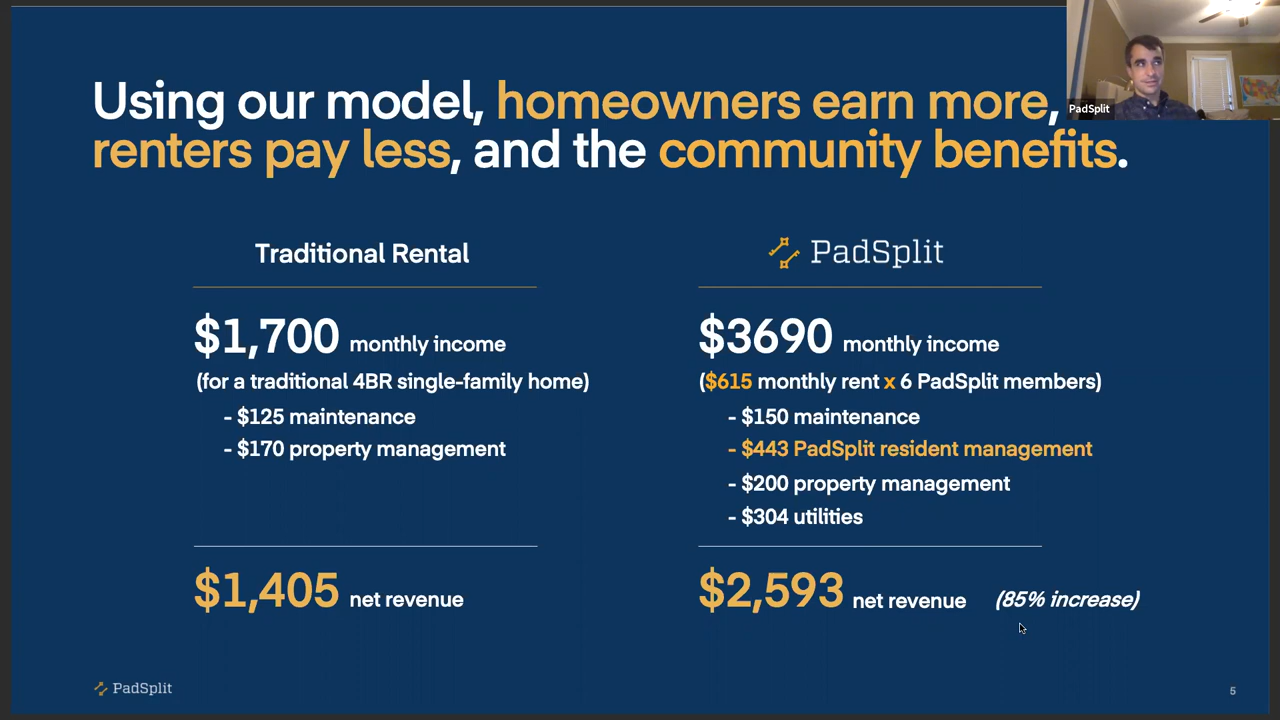 Using our model, homeowners earn more,
renters pay less, and the community benefits.
PadSplit
Traditional Rental
$1,700 monthly income
(for a traditional 4BR single-family home)
- $125 maintenance
- $170 property management
$1,405 net revenue
PadSplit
$3690 monthly income
($615 monthly rent x 6 PadSplit members)
- $150 maintenance
- $443 PadSplit resident management
- $200 property management
- $304 utilities
$2,593 net revenue (85% increase)
PadSplit
5